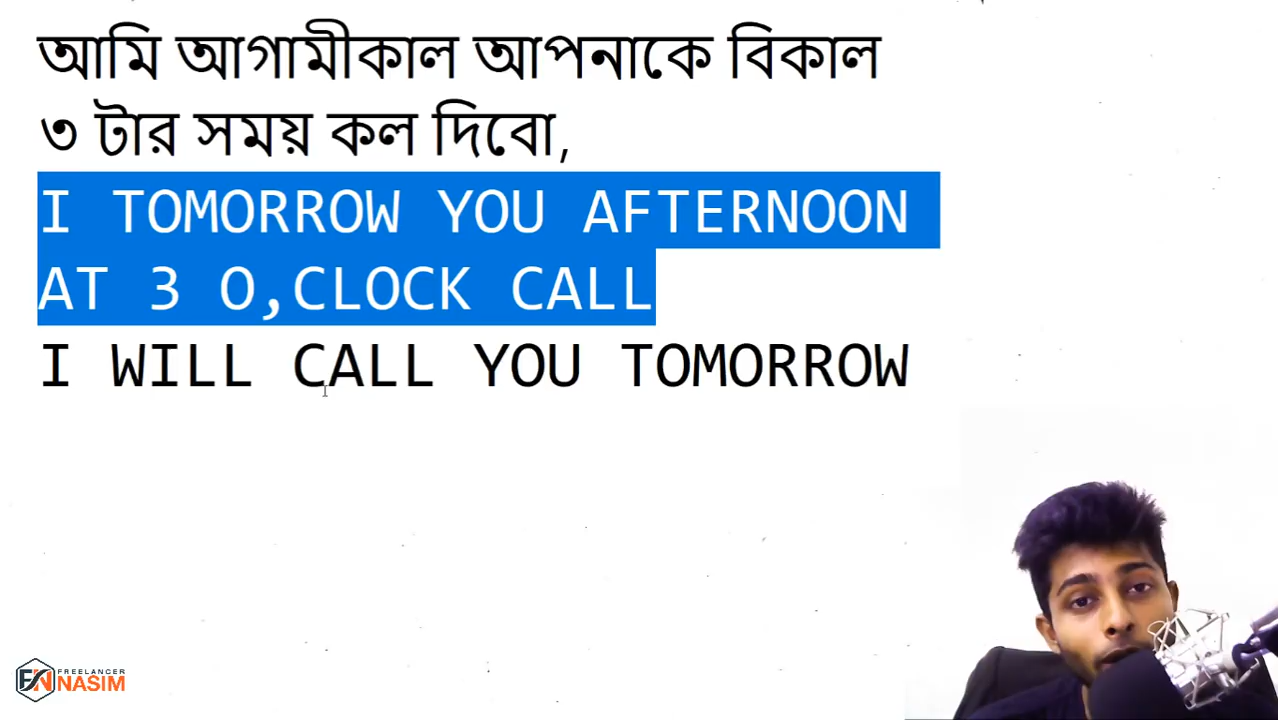 আমি আগামীকাল আপনাকে বিকাল
৩ টার সময় কল দিবো,
I TOMORROW YOU AFTERNOON
AT 3 O,CLOCK CALL
I WILL CALL YOU TOMORROW
FREELANCER
NASIM